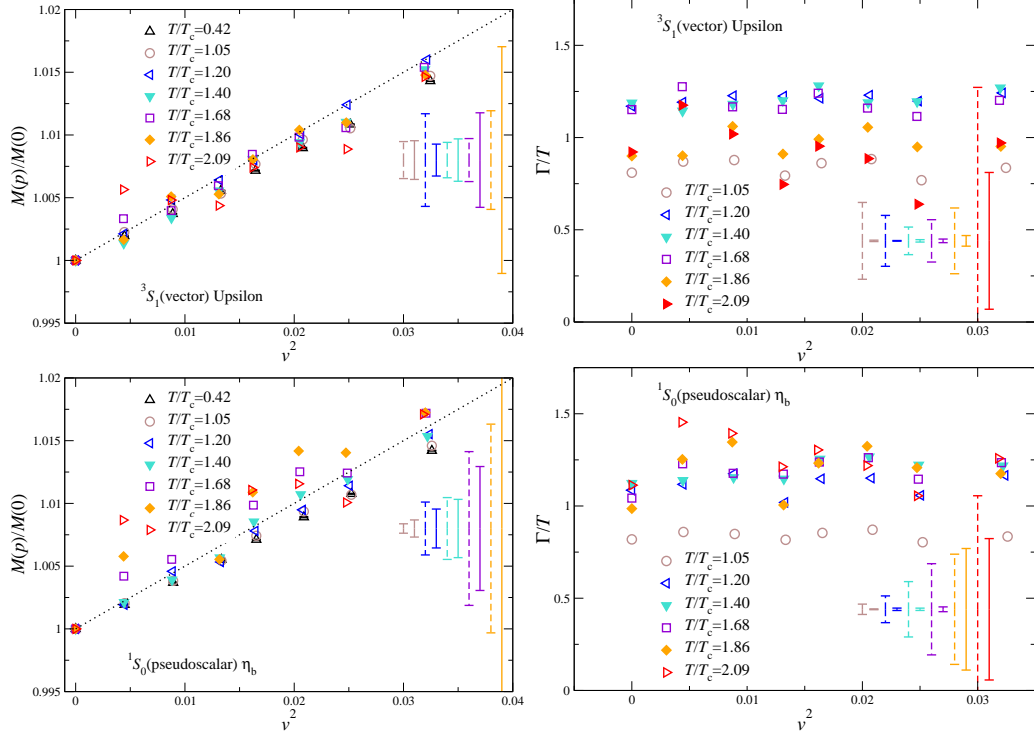 1.02
1.015
1.01
1.005
1
0.995
M(p)/M(0)
T/Tc=0.42
T/Tc=1.05
T/Tc=1.20
T/Tc=1.40
T/Tc=1.68
T/Tc=1.86
T/Tc=2.09
³S₁(vector) Upsilon
0 0.01 0.02 0.03 0.04
v²
³S₁(vector) Upsilon
1.5
1
0.5
0
Γ/T
T/Tc=1.05
T/Tc=1.20
T/Tc=1.40
T/Tc=1.68
T/Tc=1.86
T/Tc=2.09
0 0.01 0.02 0.03
v²
1.02
1.015
1.01
1.005
1
0.995
M(p)/M(0)
T/Tc=0.42
T/Tc=1.05
T/Tc=1.20
T/Tc=1.40
T/Tc=1.68
T/Tc=1.86
T/Tc=2.09
¹S₀(pseudoscalar) ηb
0 0.01 0.02 0.03 0.04
v²
¹S₀(pseudoscalar) ηb
1.5
1
0.5
0
Γ/T
T/Tc=1.05
T/Tc=1.20
T/Tc=1.40
T/Tc=1.68
T/Tc=1.86
T/Tc=2.09
0 0.01 0.02 0.03
v²